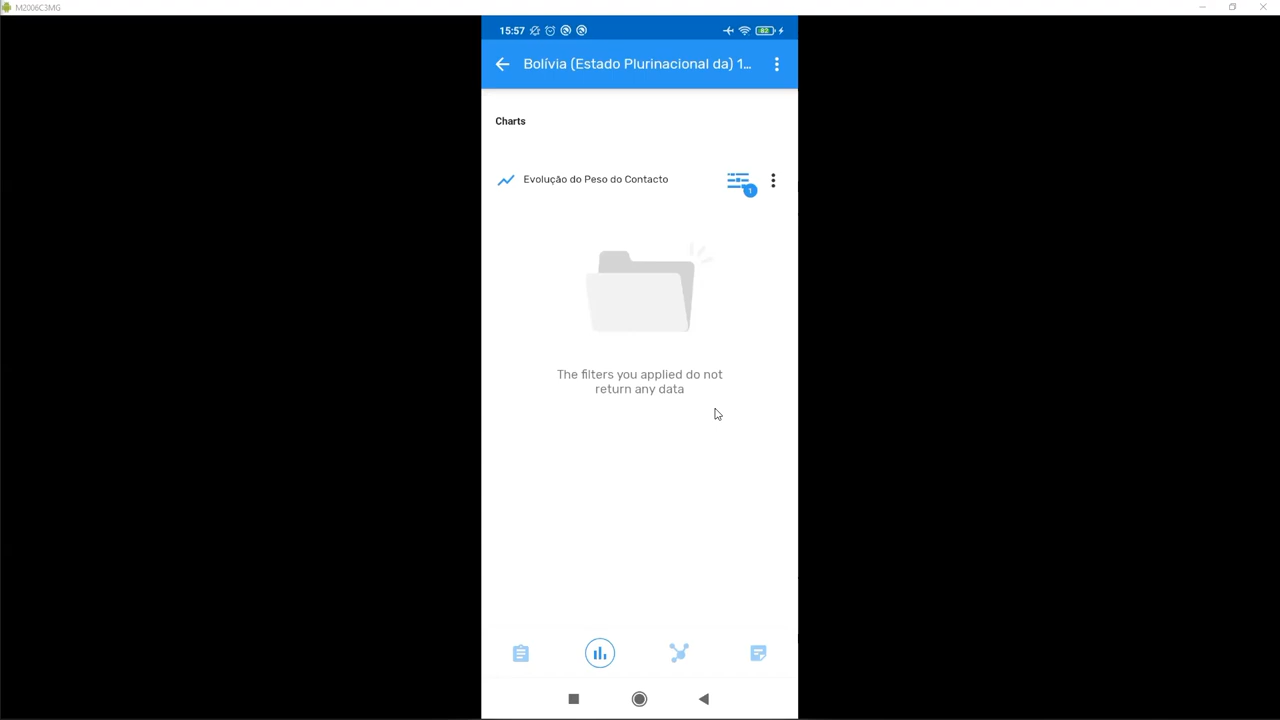 M2006C3MG
15:57
82
Bolívia (Estado Plurinacional da) 1...
Charts
Evolução do Peso do Contacto
1
The filters you applied do not
return any data